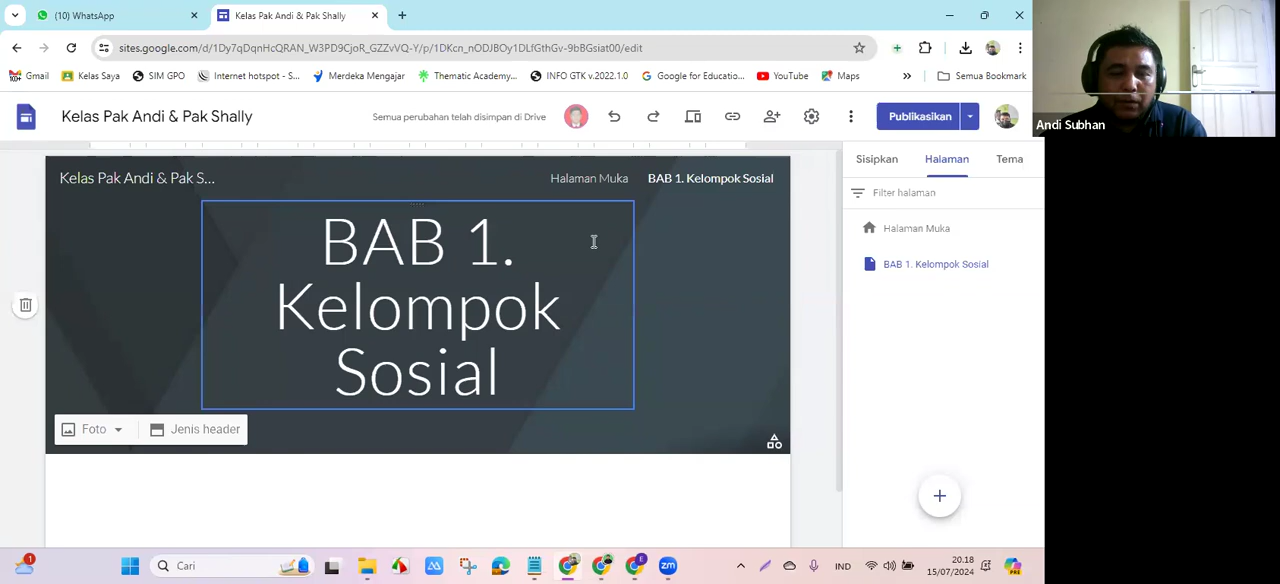 (10) WhatsApp
Kelas Pak Andi & Pak Shally
sites.google.com/d/1Dy7qDqnHcQRAN_W3PD9CjoR_GZZvVQ-Y/p/1DKcn_nODJBOy1DLfGthGv-9bBGsiat00/edit
Gmail
Kelas Saya
SIM GPO
Internet hotspot - S...
Merdeka Mengajar
Thematic Academy...
INFO GTK v.2022.1.0
Google for Educatio...
YouTube
Maps
Semua Bookmark
Kelas Pak Andi & Pak Shally
Semua perubahan telah disimpan di Drive
Publikasikan
Andi Subhan
Sisipkan
Halaman
Tema
Kelas Pak Andi & Pak S...
Halaman Muka
BAB 1. Kelompok Sosial
Filter halaman
BAB 1.
Kelompok
Sosial
Halaman Muka
BAB 1. Kelompok Sosial
Foto
Jenis header
1
Cari
IND
20.18
15/07/2024